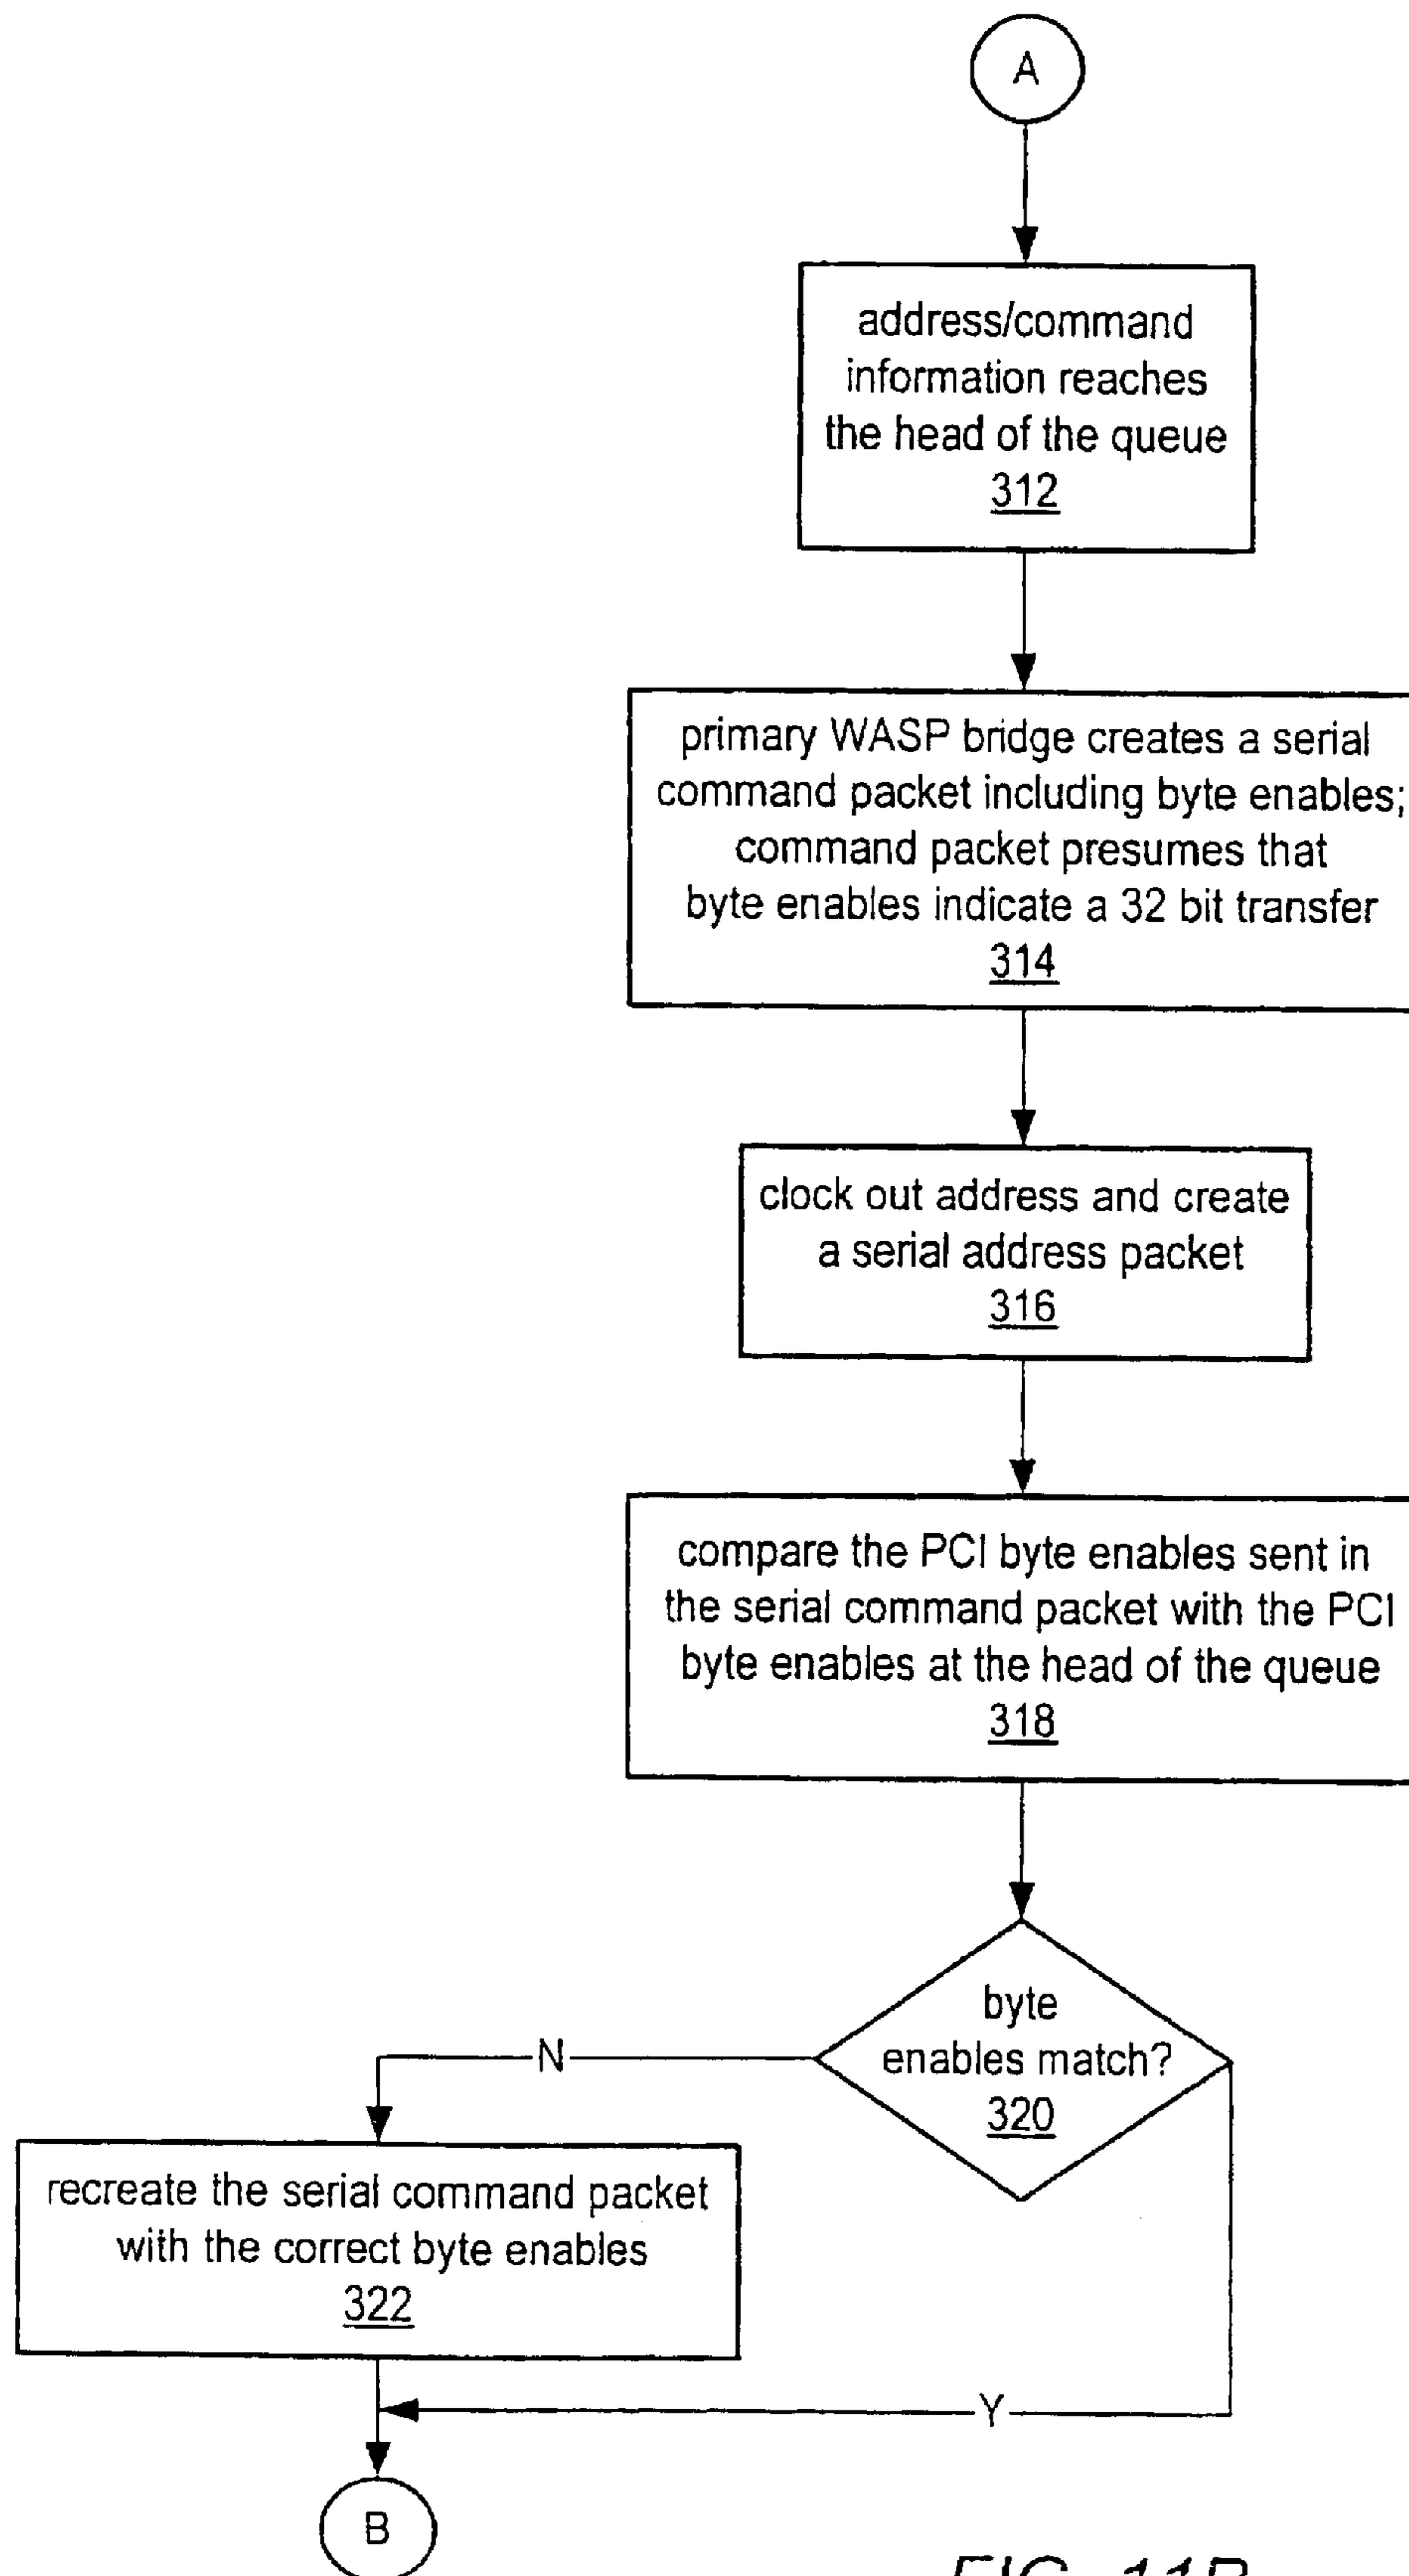 A
address/command
information reaches
the head of the queue
312
primary WASP bridge creates a serial
command packet including byte enables;
command packet presumes that
byte enables indicate a 32 bit transfer
314
clock out address and create
a serial address packet
316
compare the PCI byte enables sent in
the serial command packet with the PCI
byte enables at the head of the queue
318
byte
enables match?
320
N
recreate the serial command packet
with the correct byte enables
322
Y
B
FIG.